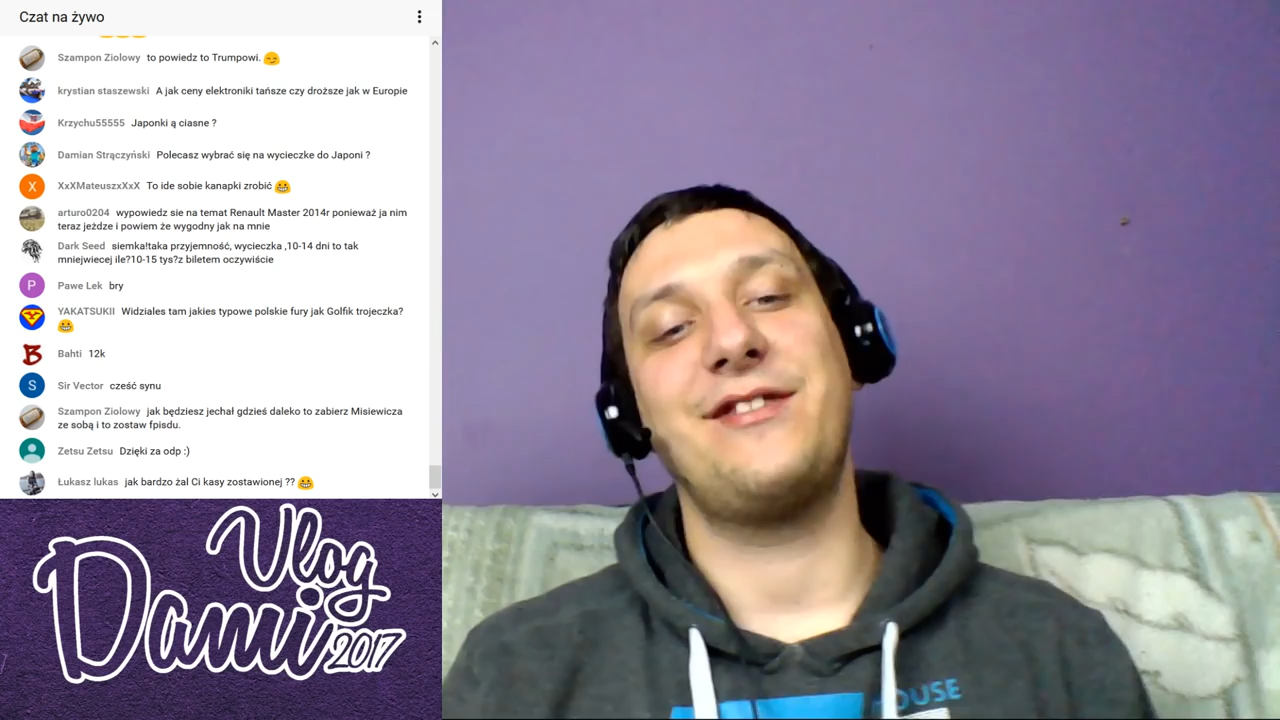 Czat na żywo
Szampon Ziolowy to powiedz to Trumpowi. 😏
krystian staszewski A jak ceny elektroniki tańsze czy droższe jak w Europie
Krzychu55555 Japonki ą ciasne ?
Damian Strączyński Polecasz wybrać się na wycieczke do Japoni ?
X
XxXMateuszxXxX To ide sobie kanapki zrobić 😀
arturo0204 wypowiedz sie na temat Renault Master 2014r ponieważ ja nim
teraz jeżdze i powiem że wygodny jak na mnie
Dark Seed siemka!taka przyjemność, wycieczka ,10-14 dni to tak
mniejwiecej ile?10-15 tys?z biletem oczywiście
P
Pawe Lek bry
YAKATSUKII Widziales tam jakies typowe polskie fury jak Golfik trojeczka?
😀
B
Bahti 12k
S
Sir Vector cześć synu
Szampon Ziolowy jak będziesz jechał gdzieś daleko to zabierz Misiewicza
ze sobą i to zostaw fpisdu.
Zetsu Zetsu Dzięki za odp :)
Łukasz lukas jak bardzo żal Ci kasy zostawionej ?? 😀
Vlog
Dami
2017
OUSE